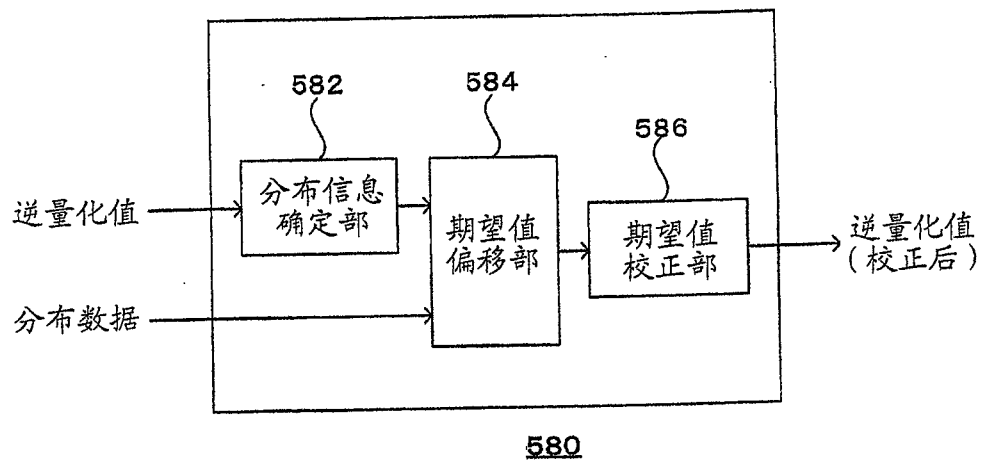 582
584
586
逆量化值
分布信息
确定部
期望值
偏移部
期望值
校正部
逆量化值
(校正后)
分布数据
580